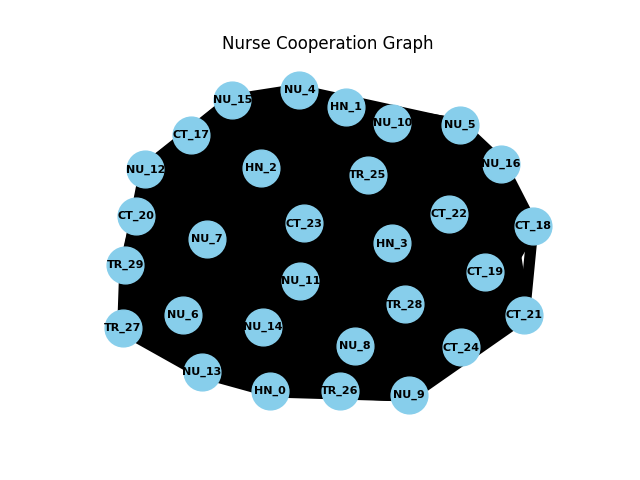 Nurse Cooperation Graph
NU_4
NU_15
HN_1
NU_10
NU_5
CT_17
NU_16
HN_2
NU_12
TR_25
CT_22
CT_20
CT_23
CT_18
NU_7
HN_3
TR_29
CT_19
NU_11
TR_28
NU_6
CT_21
NU_14
TR_27
NU_8
CT_24
NU_13
HN_0
TR_26
NU_9